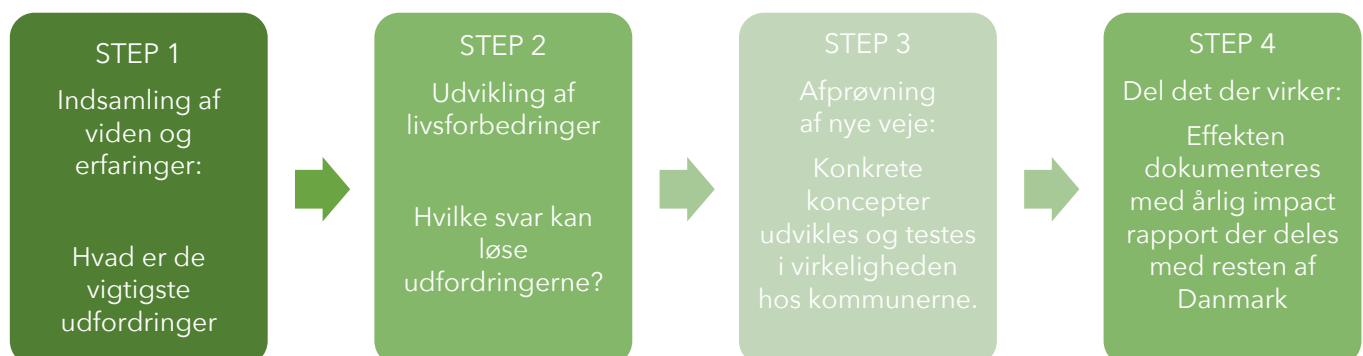 STEP 1
Indsamling af
viden og
erfaringer:
Hvad er de
vigtigste
udfordringer
STEP 2
Udvikling af
livsforbedringer
Hvilke svar kan
løse
udfordringerne?
STEP 3
Afprøvning
af nye veje:
Konkrete
koncepter
udvikles og testes
i virkeligheden
hos kommunerne.
STEP 4
Del det der virker:
Effekten
dokumenteres
med årlig impact
rapport der deles
med resten af
Danmark